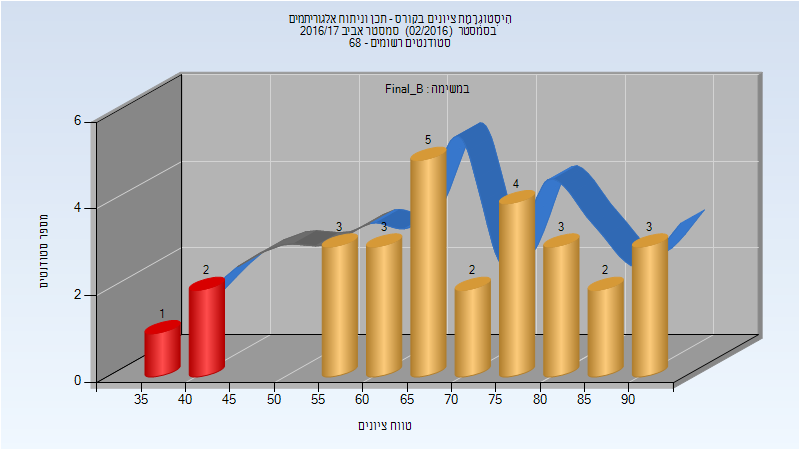 היסטוגרמת ציונים בקורס - תכן וניתוח אלגוריתמים
בסמסטר (02/2016) סמסטר אביב 2016/17
סטודנטים רשומים - 68
במשימה : Final_B
מספר סטודנטים
6
4
2
0
1
2
3
3
5
2
4
3
2
3
35 40 45 50 55 60 65 70 75 80 85 90
טווח ציונים